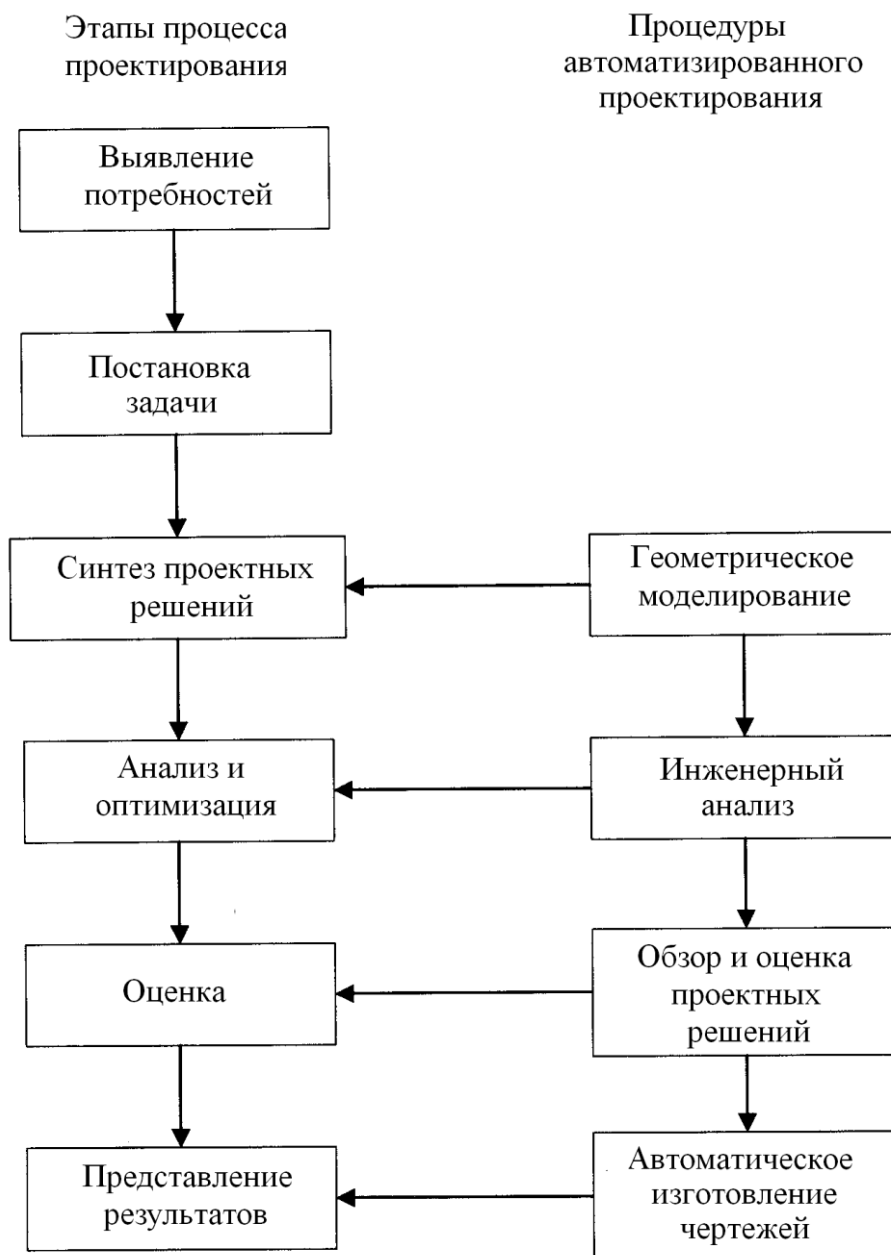 Этапы процесса
проектирования
Процедуры
автоматизированного
проектирования
Выявление
потребностей
Постановка
задачи
Синтез проектных
решений
Геометрическое
моделирование
Анализ и
оптимизация
Инженерный
анализ
Оценка
Обзор и оценка
проектных
решений
Представление
результатов
Автоматическое
изготовление
чертежей